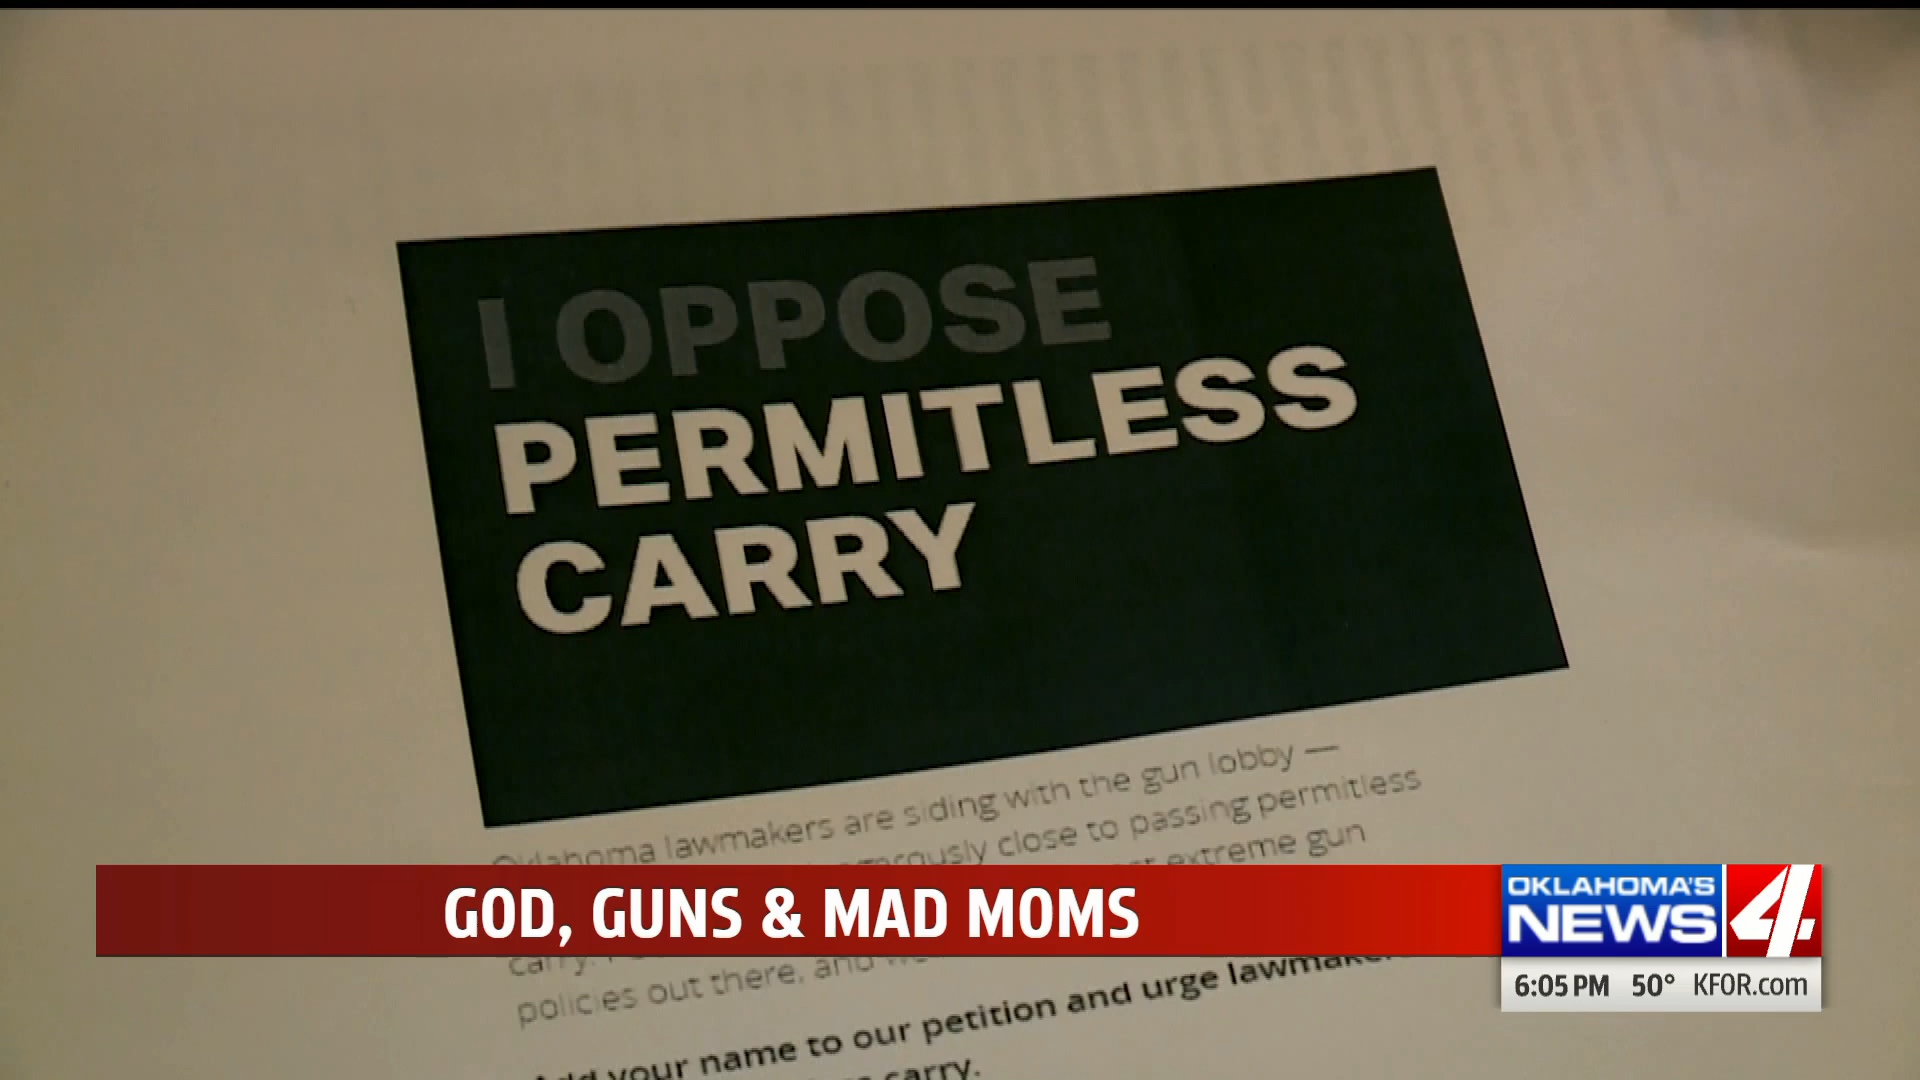 I OPPOSE
PERMITLESS
CARRY
Oklahoma lawmakers are siding with the gun lobby —
close to passing permitless
extreme gun
GOD, GUNS & MAD MOMS
OKLAHOMA'S
NEWS 4
carry.
policies out there, and
6:05 PM 50° KFOR.com
your name to our petition and urge
carry.